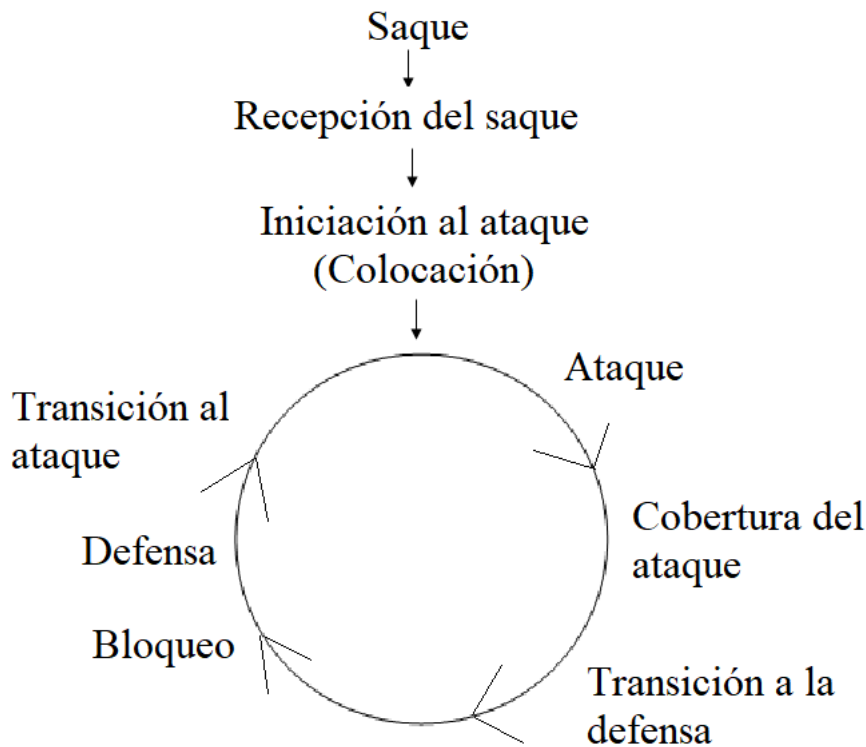 Saque
Recepción del saque
Iniciación al ataque
(Colocación)
Ataque
Cobertura del
ataque
Transición a la
defensa
Bloqueo
Defensa
Transición al
ataque